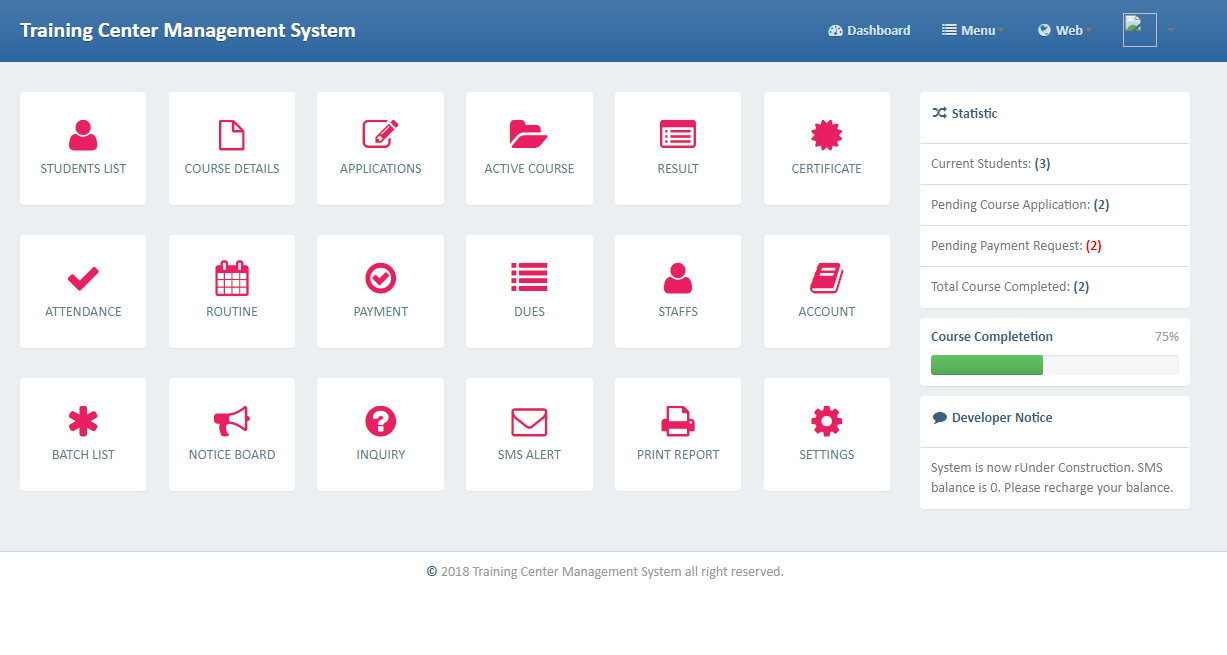 Training Center Management System
Dashboard
Menu
Web
STUDENTS LIST
COURSE DETAILS
APPLICATIONS
ACTIVE COURSE
RESULT
CERTIFICATE
ATTENDANCE
ROUTINE
PAYMENT
DUES
STAFFS
ACCOUNT
BATCH LIST
NOTICE BOARD
INQUIRY
SMS ALERT
PRINT REPORT
SETTINGS
Statistic
Current Students: (3)
Pending Course Application: (2)
Pending Payment Request: (2)
Total Course Completed: (2)
Course Completetion 75%
Developer Notice
System is now rUnder Construction. SMS
balance is 0. Please recharge your balance.
© 2018 Training Center Management System all right reserved.